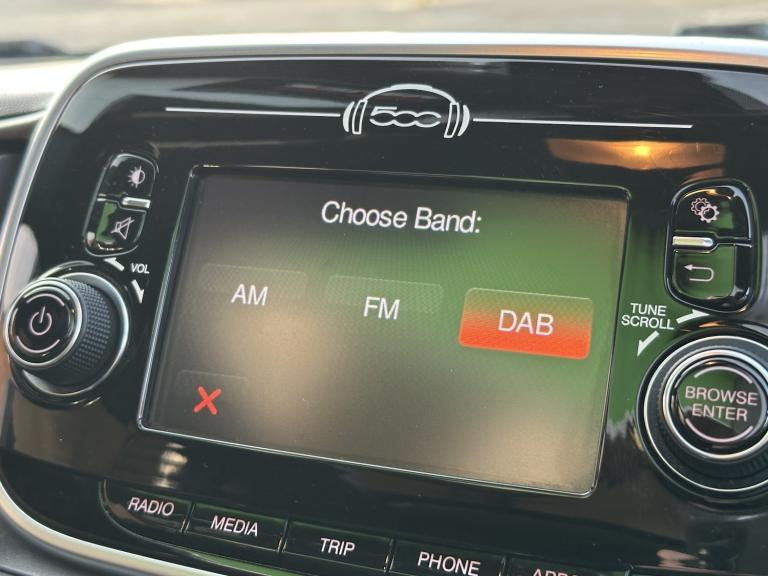 500
Choose Band:
VOL
AM
FM
DAB
TUNE
SCROLL
BROWSE
ENTER
RADIO
MEDIA
TRIP
PHONE